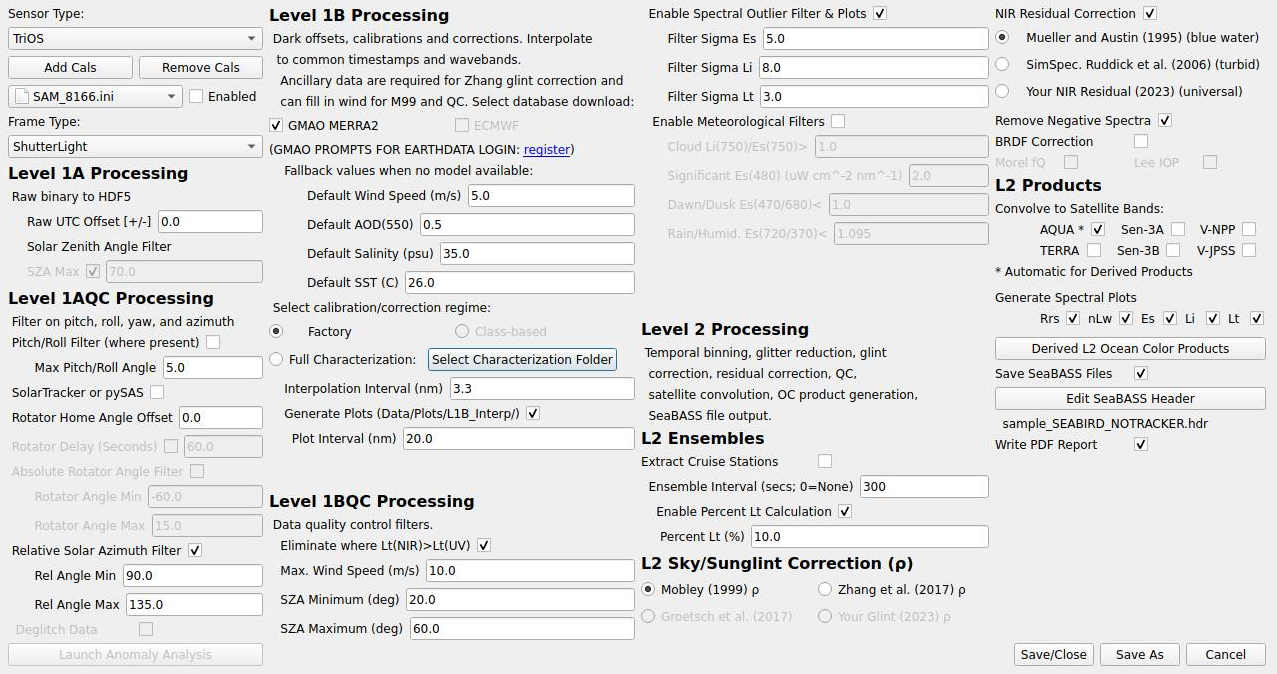 Sensor Type:
TriOS
Add Cals
Remove Cals
SAM_8166.ini
Enabled
Frame Type:
ShutterLight
Level 1A Processing
Raw binary to HDF5
Raw UTC Offset [+/-] 0.0
Solar Zenith Angle Filter
SZA Max 70.0
Level 1AQC Processing
Filter on pitch, roll, yaw, and azimuth
Pitch/Roll Filter (where present)
Max Pitch/Roll Angle 5.0
SolarTracker or pySAS
Rotator Home Angle Offset 0.0
Rotator Delay (Seconds) 60.0
Absolute Rotator Angle Filter
Rotator Angle Min -60.0
Rotator Angle Max 15.0
Relative Solar Azimuth Filter
Rel Angle Min 90.0
Rel Angle Max 135.0
Deglitch Data
Launch Anomaly Analysis
Level 1B Processing
Dark offsets, calibrations and corrections. Interpolate
to common timestamps and wavebands.
Ancillary data are required for Zhang glint correction and
can fill in wind for M99 and QC. Select database download:
GMAO MERRA2
ECMWF
(GMAO PROMPTS FOR EARTHDATA LOGIN: register)
Fallback values when no model available:
Default Wind Speed (m/s) 5.0
Default AOD(550) 0.5
Default Salinity (psu) 35.0
Default SST (C) 26.0
Select calibration/correction regime:
Factory
Class-based
Full Characterization: Select Characterization Folder
Interpolation Interval (nm) 3.3
Generate Plots (Data/Plots/L1B_Interp/)
Plot Interval (nm) 20.0
Level 1BQC Processing
Data quality control filters.
Eliminate where Lt(NIR)>Lt(UV)
Max. Wind Speed (m/s) 10.0
SZA Minimum (deg) 20.0
SZA Maximum (deg) 60.0
Enable Spectral Outlier Filter & Plots
Filter Sigma Es 5.0
Filter Sigma Li 8.0
Filter Sigma Lt 3.0
Enable Meteorological Filters
Cloud Li(750)/Es(750)> 1.0
Significant Es(480) (uW cm^-2 nm^-1) 2.0
Dawn/Dusk Es(470/680)< 1.0
Rain/Humid. Es(720/370)< 1.095
Level 2 Processing
Temporal binning, glitter reduction, glint
correction, residual correction, QC,
satellite convolution, OC product generation,
SeaBASS file output.
L2 Ensembles
Extract Cruise Stations
Ensemble Interval (secs; 0=None) 300
Enable Percent Lt Calculation
Percent Lt (%) 10.0
L2 Sky/Sunglint Correction (ρ)
Mobley (1999) ρ
Zhang et al. (2017) ρ
Groetsch et al. (2017)
Your Glint (2023) ρ
NIR Residual Correction
Mueller and Austin (1995) (blue water)
SimSpec. Ruddick et al. (2006) (turbid)
Your NIR Residual (2023) (universal)
Remove Negative Spectra
BRDF Correction
Morel fQ
Lee IOP
L2 Products
Convolve to Satellite Bands:
AQUA * Sen-3A V-NPP
TERRA Sen-3B V-JPSS
* Automatic for Derived Products
Generate Spectral Plots
Rrs nLw Es Li Lt
Derived L2 Ocean Color Products
Save SeaBASS Files
Edit SeaBASS Header
sample_SEABIRD_NOTRACKER.hdr
Write PDF Report
Save/Close
Save As
Cancel